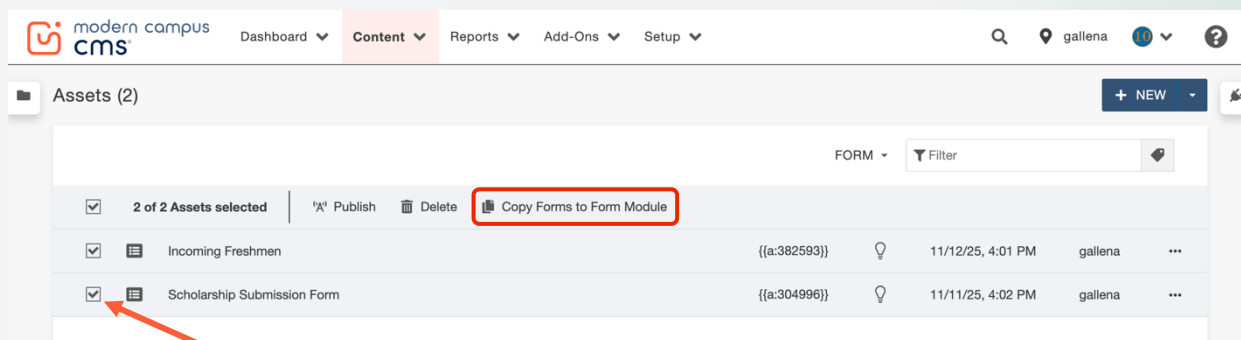 modern campus
cms
Dashboard Content Reports Add-Ons Setup gallena 10 ?
Assets (2) + NEW
FORM Filter
2 of 2 Assets selected Publish Delete Copy Forms to Form Module
Incoming Freshmen {{a:382593}} 11/12/25, 4:01 PM gallena
Scholarship Submission Form {{a:304996}} 11/11/25, 4:02 PM gallena